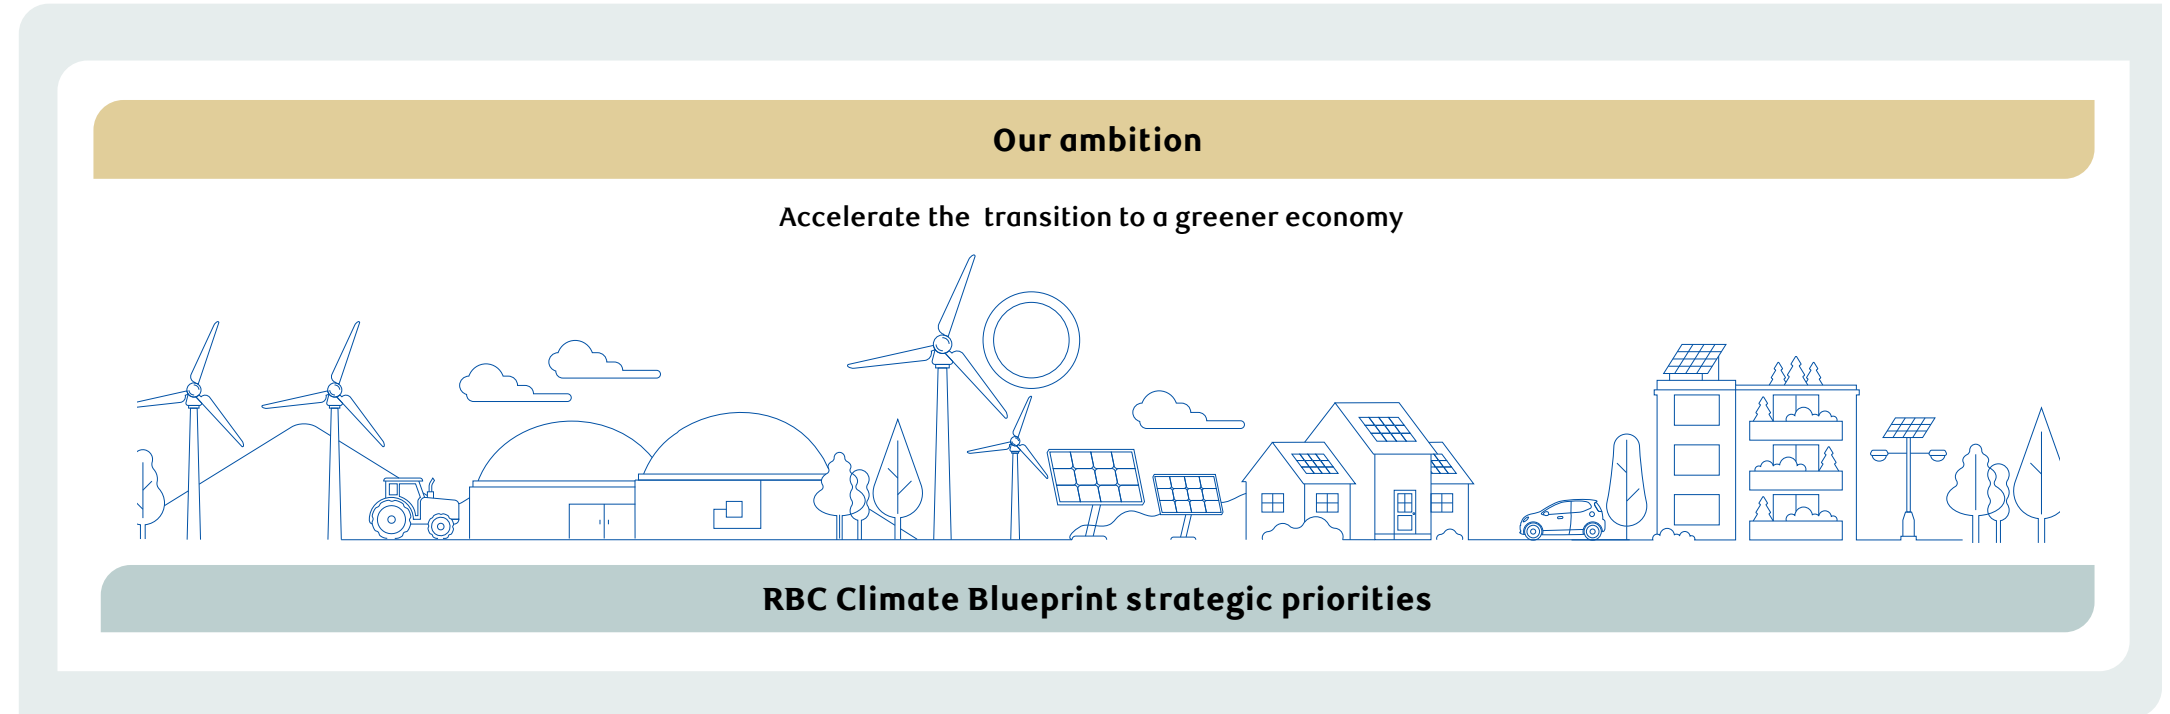 Our ambition
Accelerate the transition to a greener economy
RBC Climate Blueprint strategic priorities